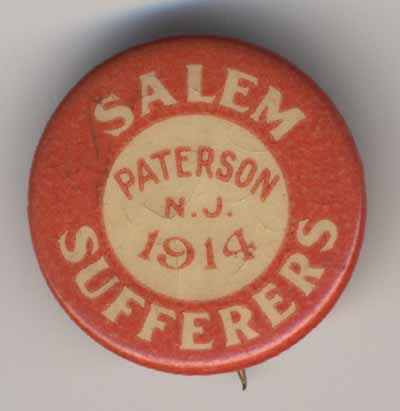 SALEM
PATERSON
N.J.
1914
SUFFERERS